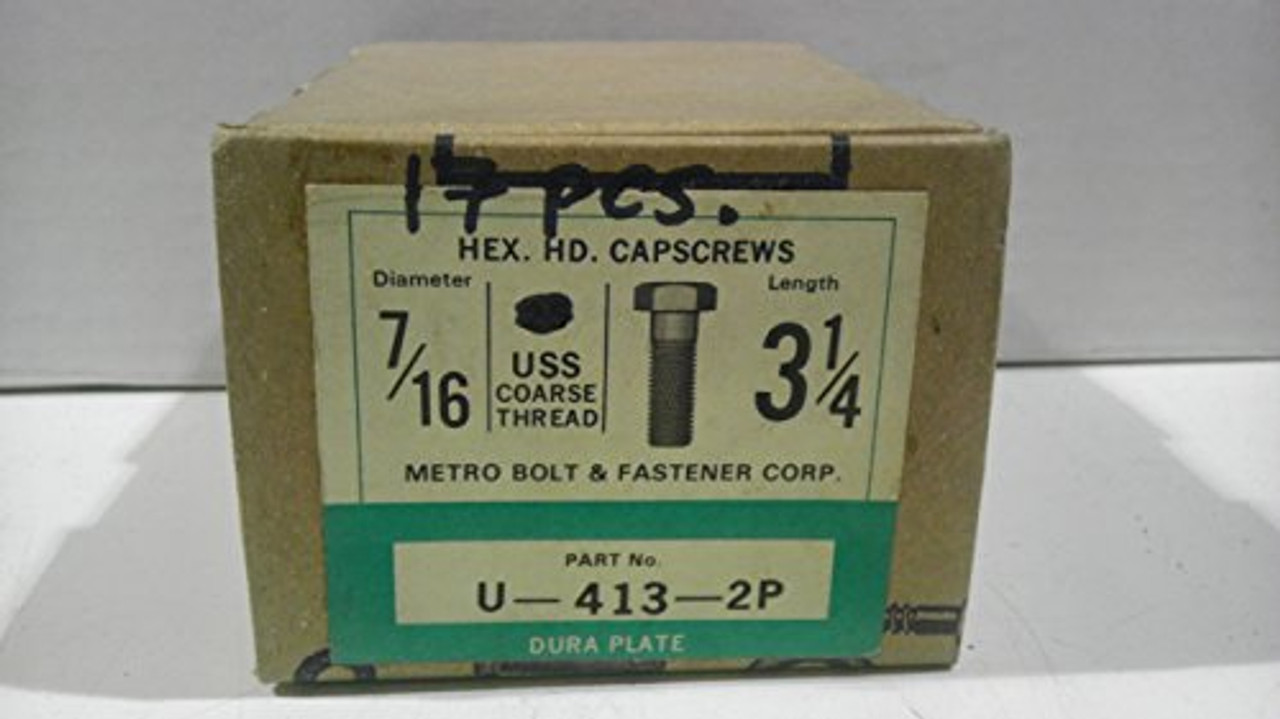 17 pcs.
HEX. HD. CAPSCREWS
Diameter
7/16
USS
COARSE
THREAD
Length
3 1/4
METRO BOLT & FASTENER CORP.
PART No.
U—413—2P
DURA PLATE